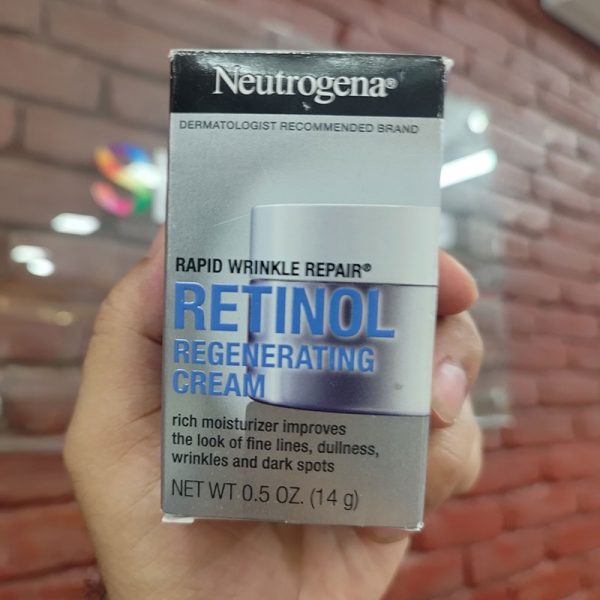 Neutrogena®
DERMATOLOGIST RECOMMENDED BRAND
RAPID WRINKLE REPAIR®
RETINOL
REGENERATING
CREAM
rich moisturizer improves
the look of fine lines, dullness,
wrinkles and dark spots
NET WT 0.5 OZ. (14 g)